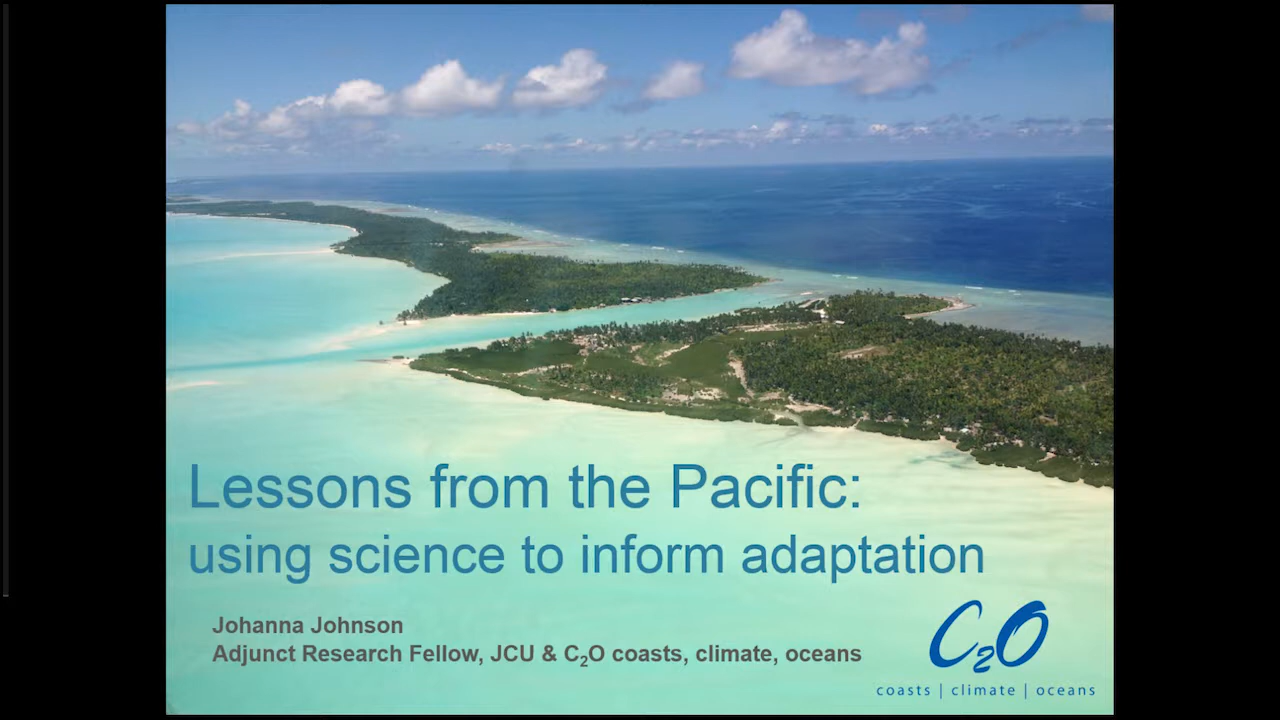 Lessons from the Pacific:
using science to inform adaptation
Johanna Johnson
Adjunct Research Fellow, JCU & C₂O coasts, climate, oceans
C₂O
coasts | climate | oceans